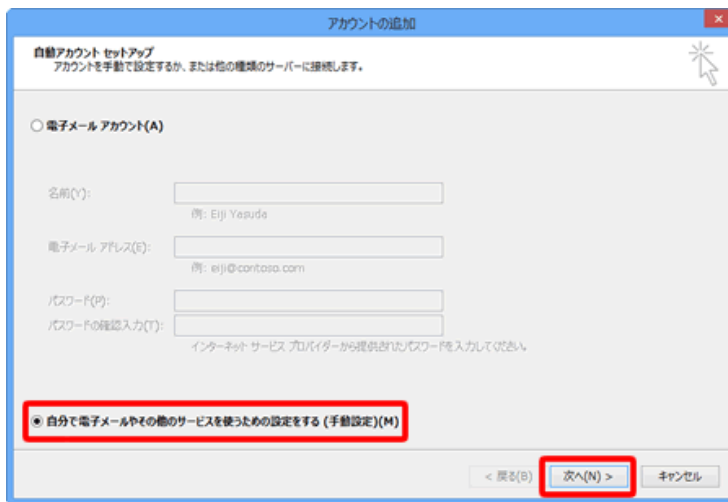 アカウントの追加
自動アカウント セットアップ
アカウントを手動で設定するか、または他の種類のサーバーに接続します。
電子メール アカウント(A)
名前(Y):
例: Eiji Yasuda
電子メール アドレス(E):
例: eiji@contoso.com
パスワード(P):
パスワードの確認入力(T):
インターネット サービス プロバイダーから提供されたパスワードを入力してください。
自分で電子メールやその他のサービスを使うための設定をする (手動設定)(M)
< 戻る(B) 次へ(N) > キャンセル